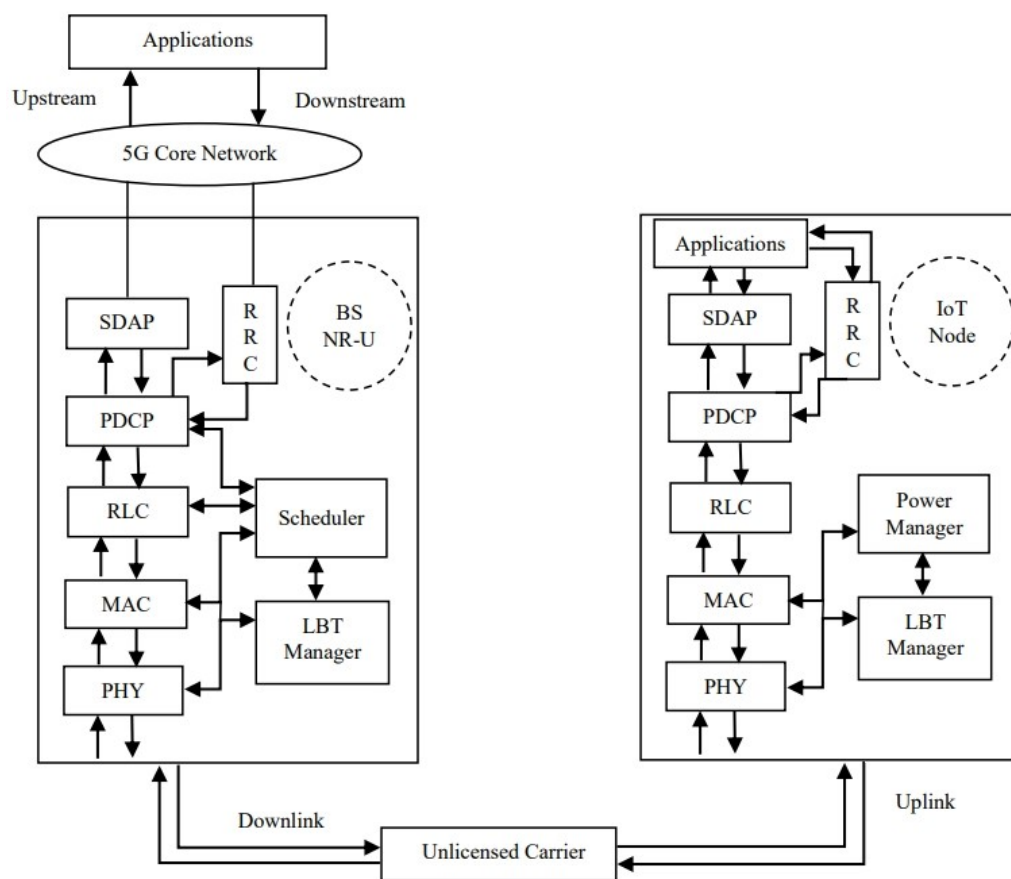 Applications
Upstream
Downstream
5G Core Network
SDAP
R
R
C
BS
NR-U
PDCP
RLC
Scheduler
MAC
LBT
Manager
PHY
Applications
SDAP
R
R
C
IoT
Node
PDCP
RLC
Power
Manager
MAC
LBT
Manager
PHY
Downlink
Uplink
Unlicensed Carrier